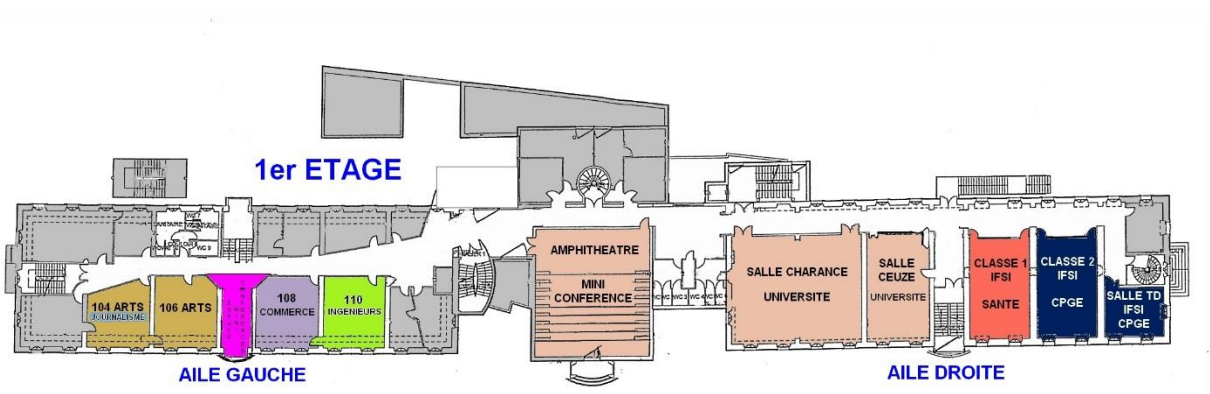 1er ETAGE
AMPHITHEATRE
MINI
CONFERENCE
SALLE CHARANCE
UNIVERSITE
SALLE
CEUZE
UNIVERSITE
CLASSE 1
IFSI
SANTE
CLASSE 2
IFSI
CPGE
SALLE TD
IFSI
CPGE
104 ARTS
JOURNALISME
106 ARTS
108
COMMERCE
110
INGENIEURS
AILE GAUCHE
AILE DROITE